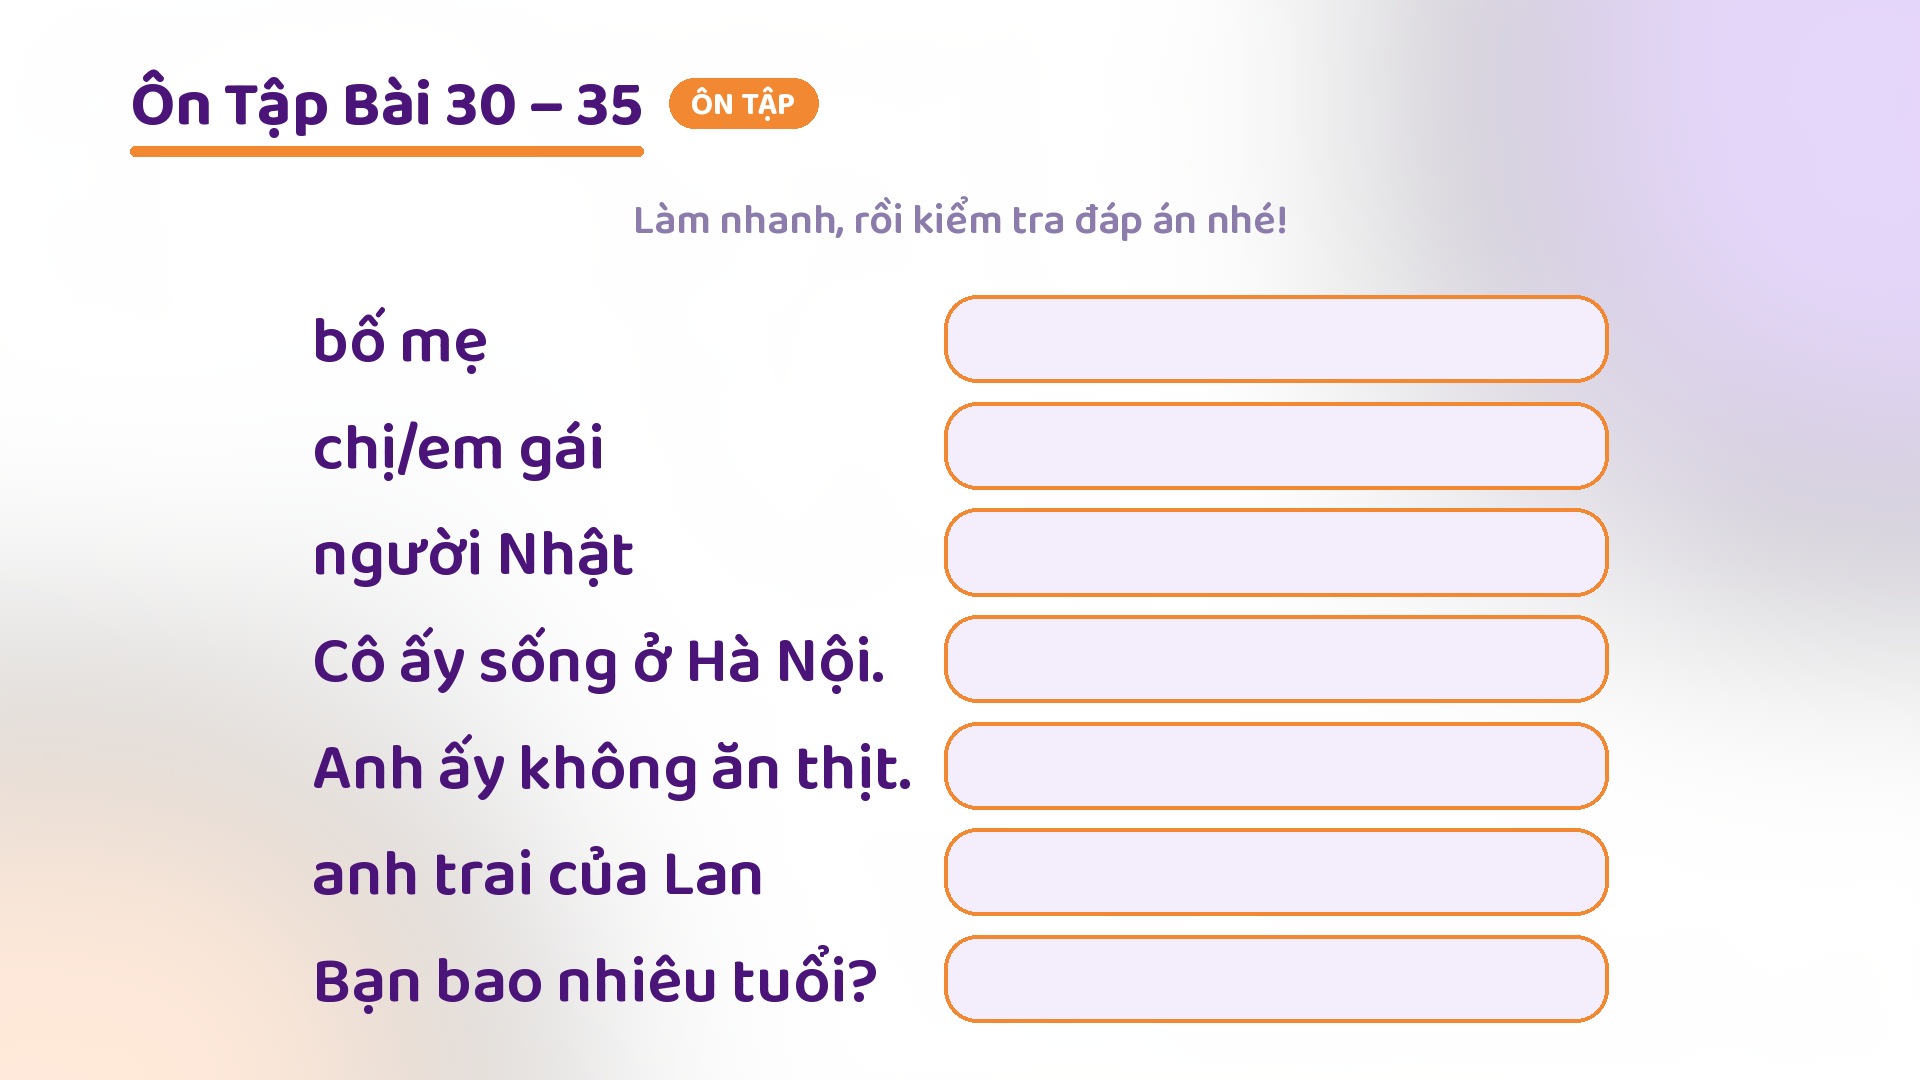 Ôn Tập Bài 30 – 35
ÔN TẬP
Làm nhanh, rồi kiểm tra đáp án nhé!
bố mẹ
chị/em gái
người Nhật
Cô ấy sống ở Hà Nội.
Anh ấy không ăn thịt.
anh trai của Lan
Bạn bao nhiêu tuổi?